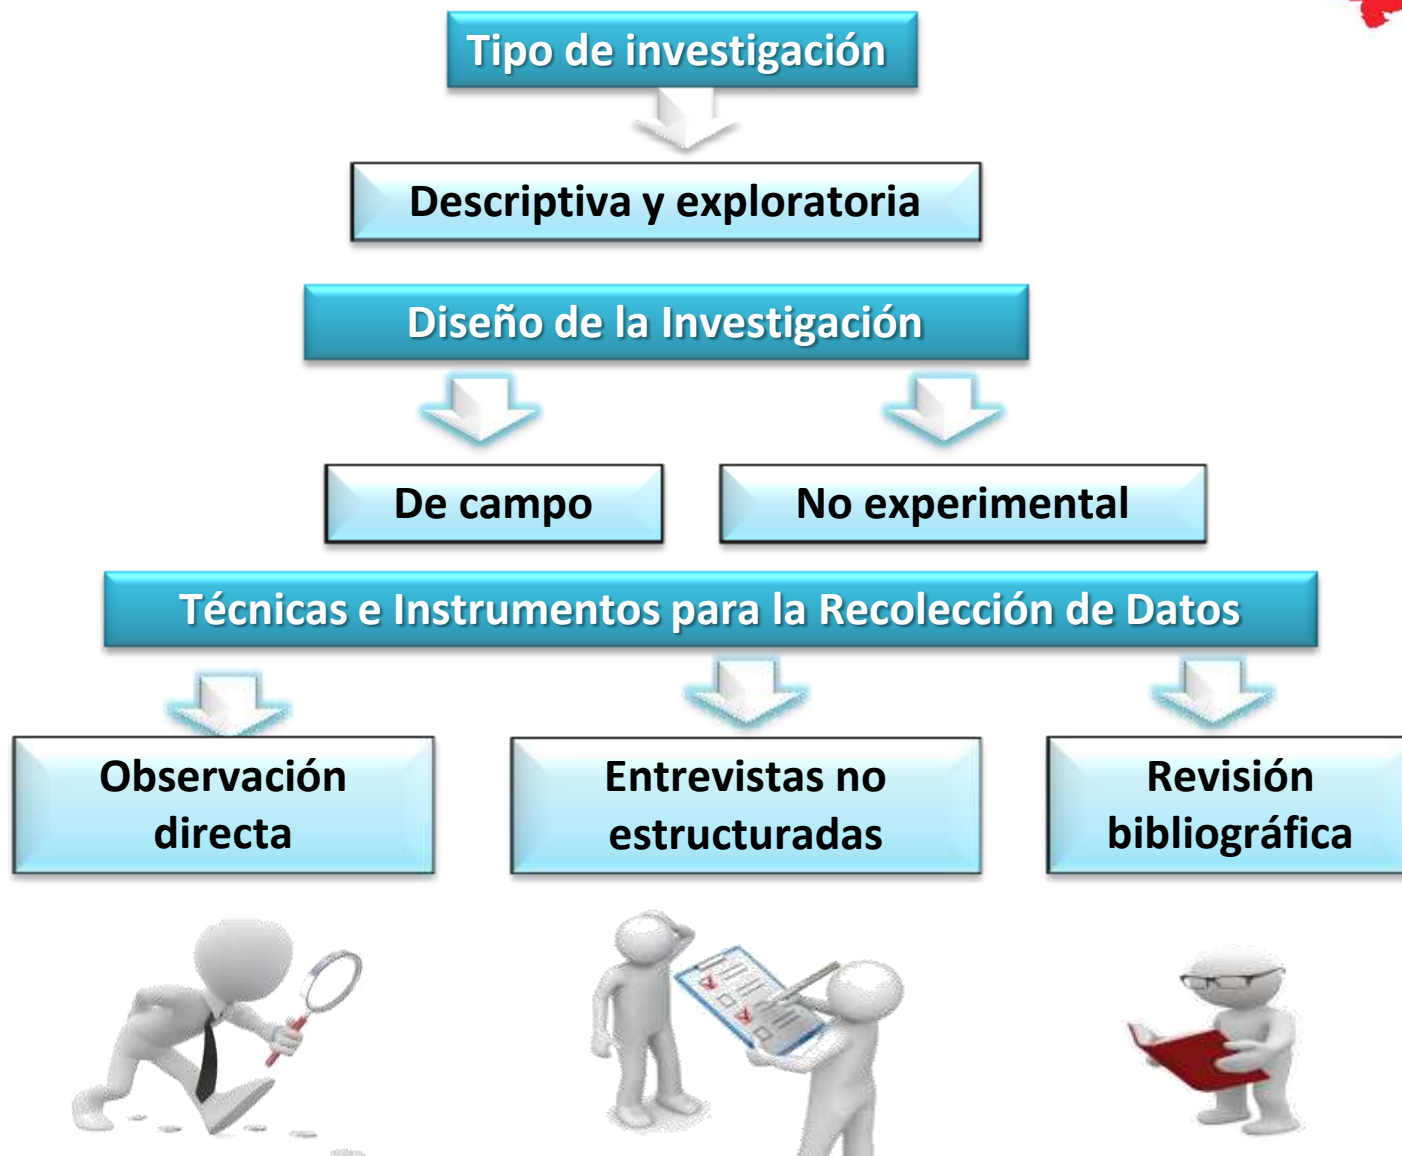 Tipo de investigación
Descriptiva y exploratoria
Diseño de la Investigación
De campo
No experimental
Técnicas e Instrumentos para la Recolección de Datos
Observación
directa
Entrevistas no
estructuradas
Revisión
bibliográfica